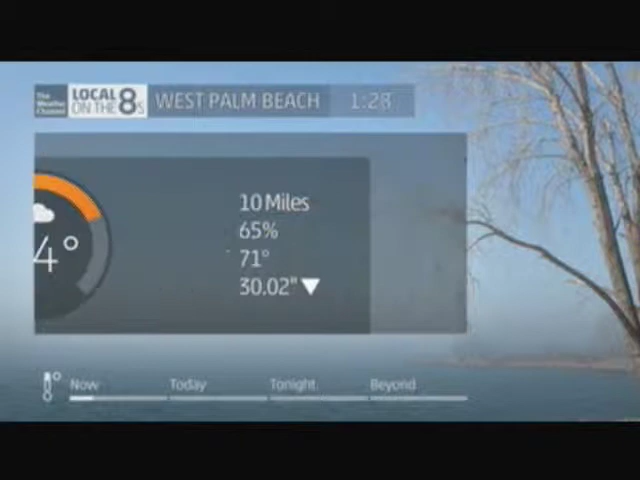 The
Weather
Channel
LOCAL
ON THE 8s
WEST PALM BEACH
1:28
10 Miles
65%
71°
4°
30.02" ▼
Now
Today
Tonight
Beyond